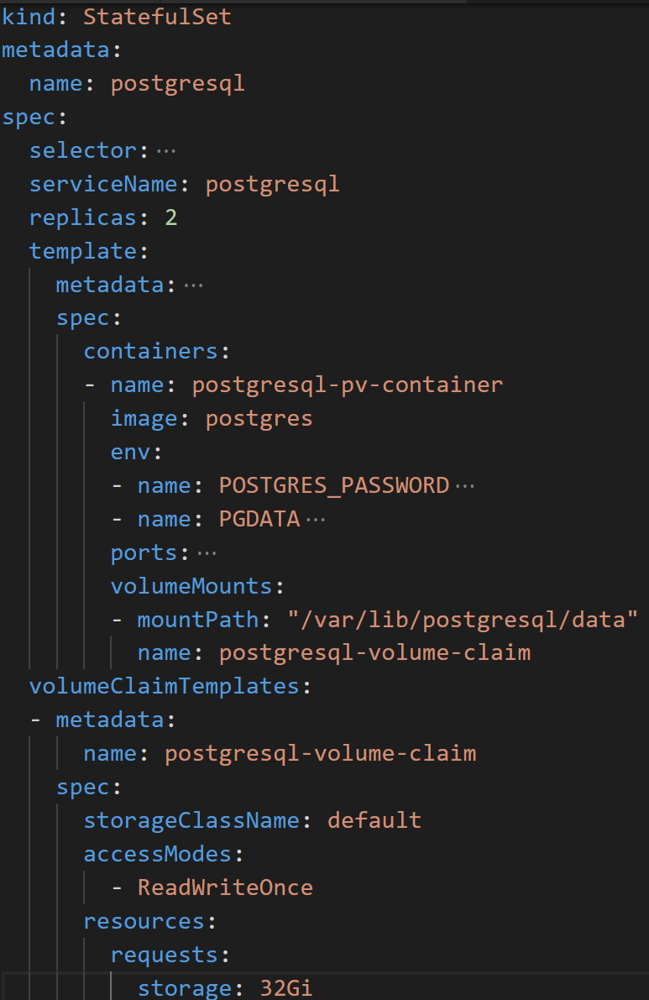 kind: StatefulSet
metadata:
  name: postgresql
spec:
  selector:···
  serviceName: postgresql
  replicas: 2
  template:
    metadata:···
    spec:
      containers:
      - name: postgresql-pv-container
        image: postgres
        env:
        - name: POSTGRES_PASSWORD···
        - name: PGDATA···
        ports:···
        volumeMounts:
        - mountPath: "/var/lib/postgresql/data"
          name: postgresql-volume-claim
  volumeClaimTemplates:
  - metadata:
      name: postgresql-volume-claim
    spec:
      storageClassName: default
      accessModes:
        - ReadWriteOnce
      resources:
        requests:
          storage: 32Gi